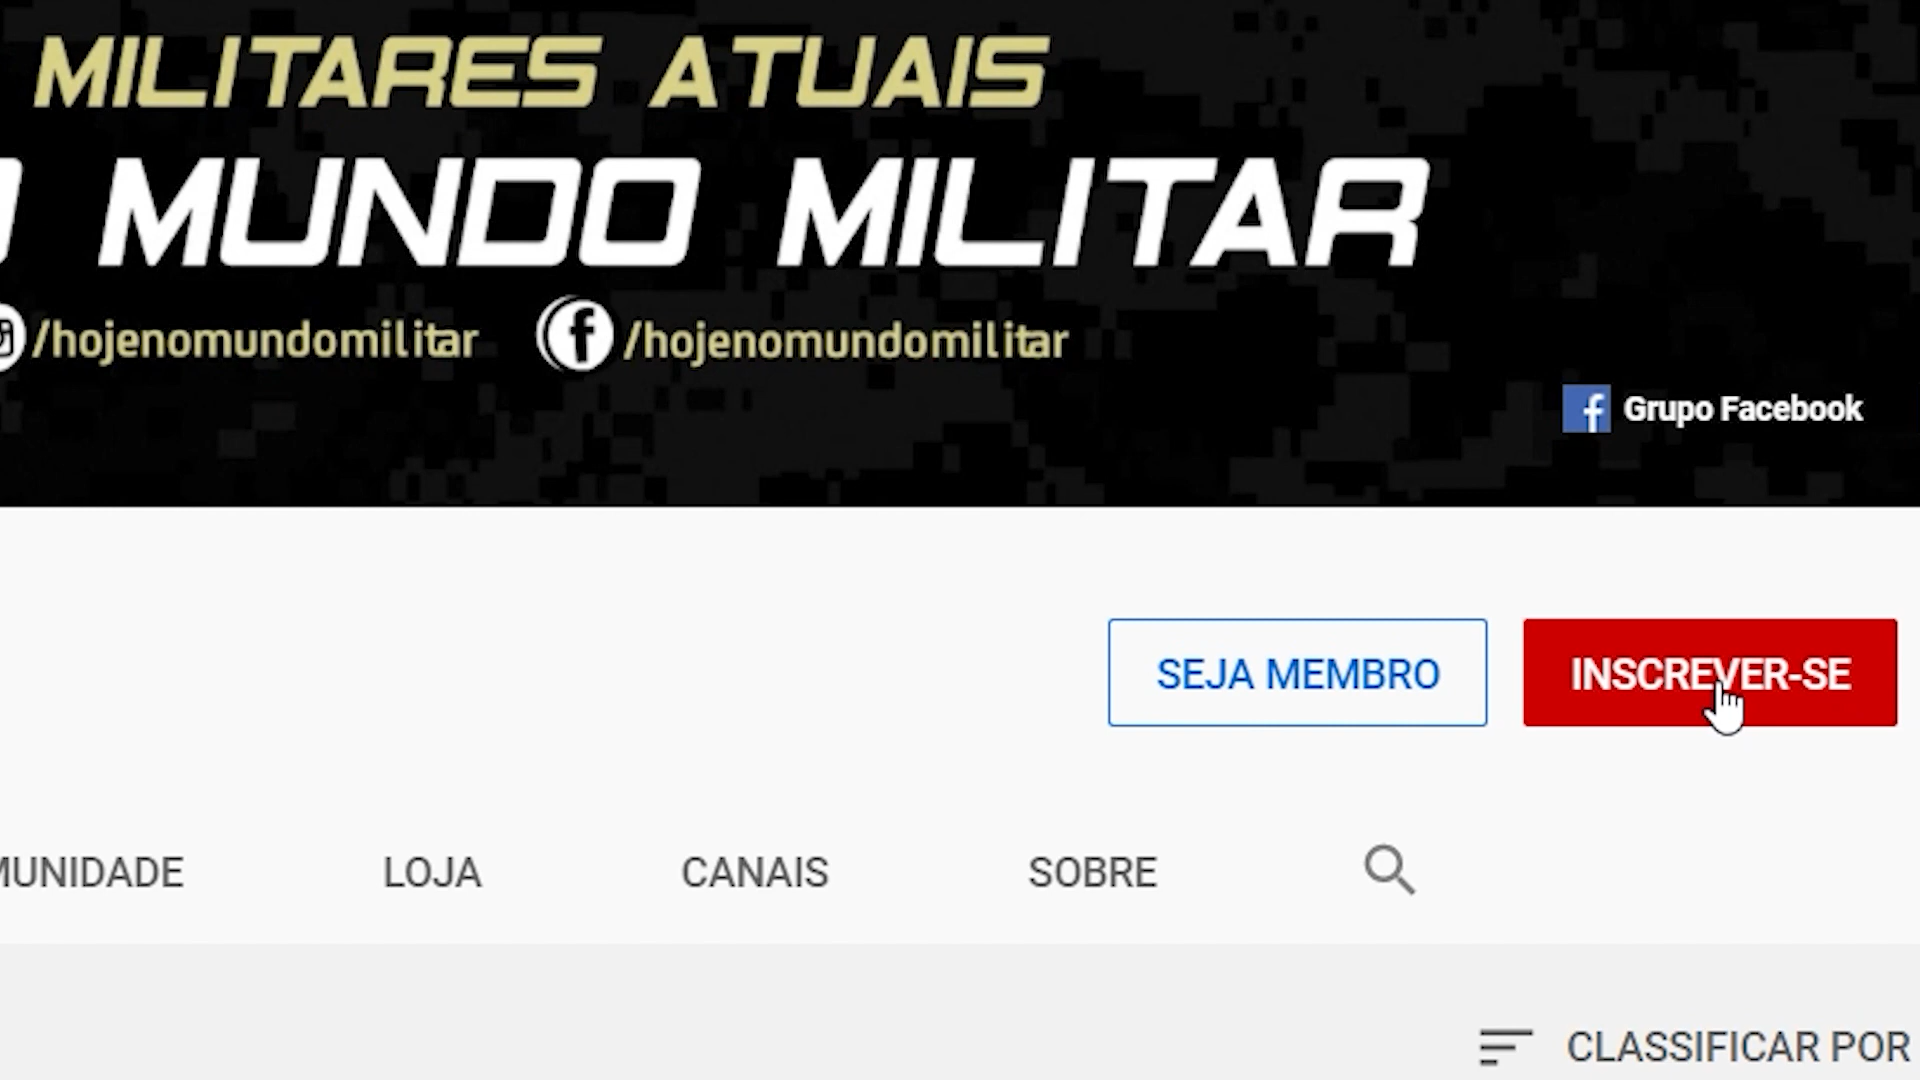 MILITARES ATUAIS
MUNDO MILITAR
/hojenomundomilitar /hojenomundomilitar
Grupo Facebook
SEJA MEMBRO INSCREVER-SE
MUNIDADE LOJA CANAIS SOBRE
CLASSIFICAR POR